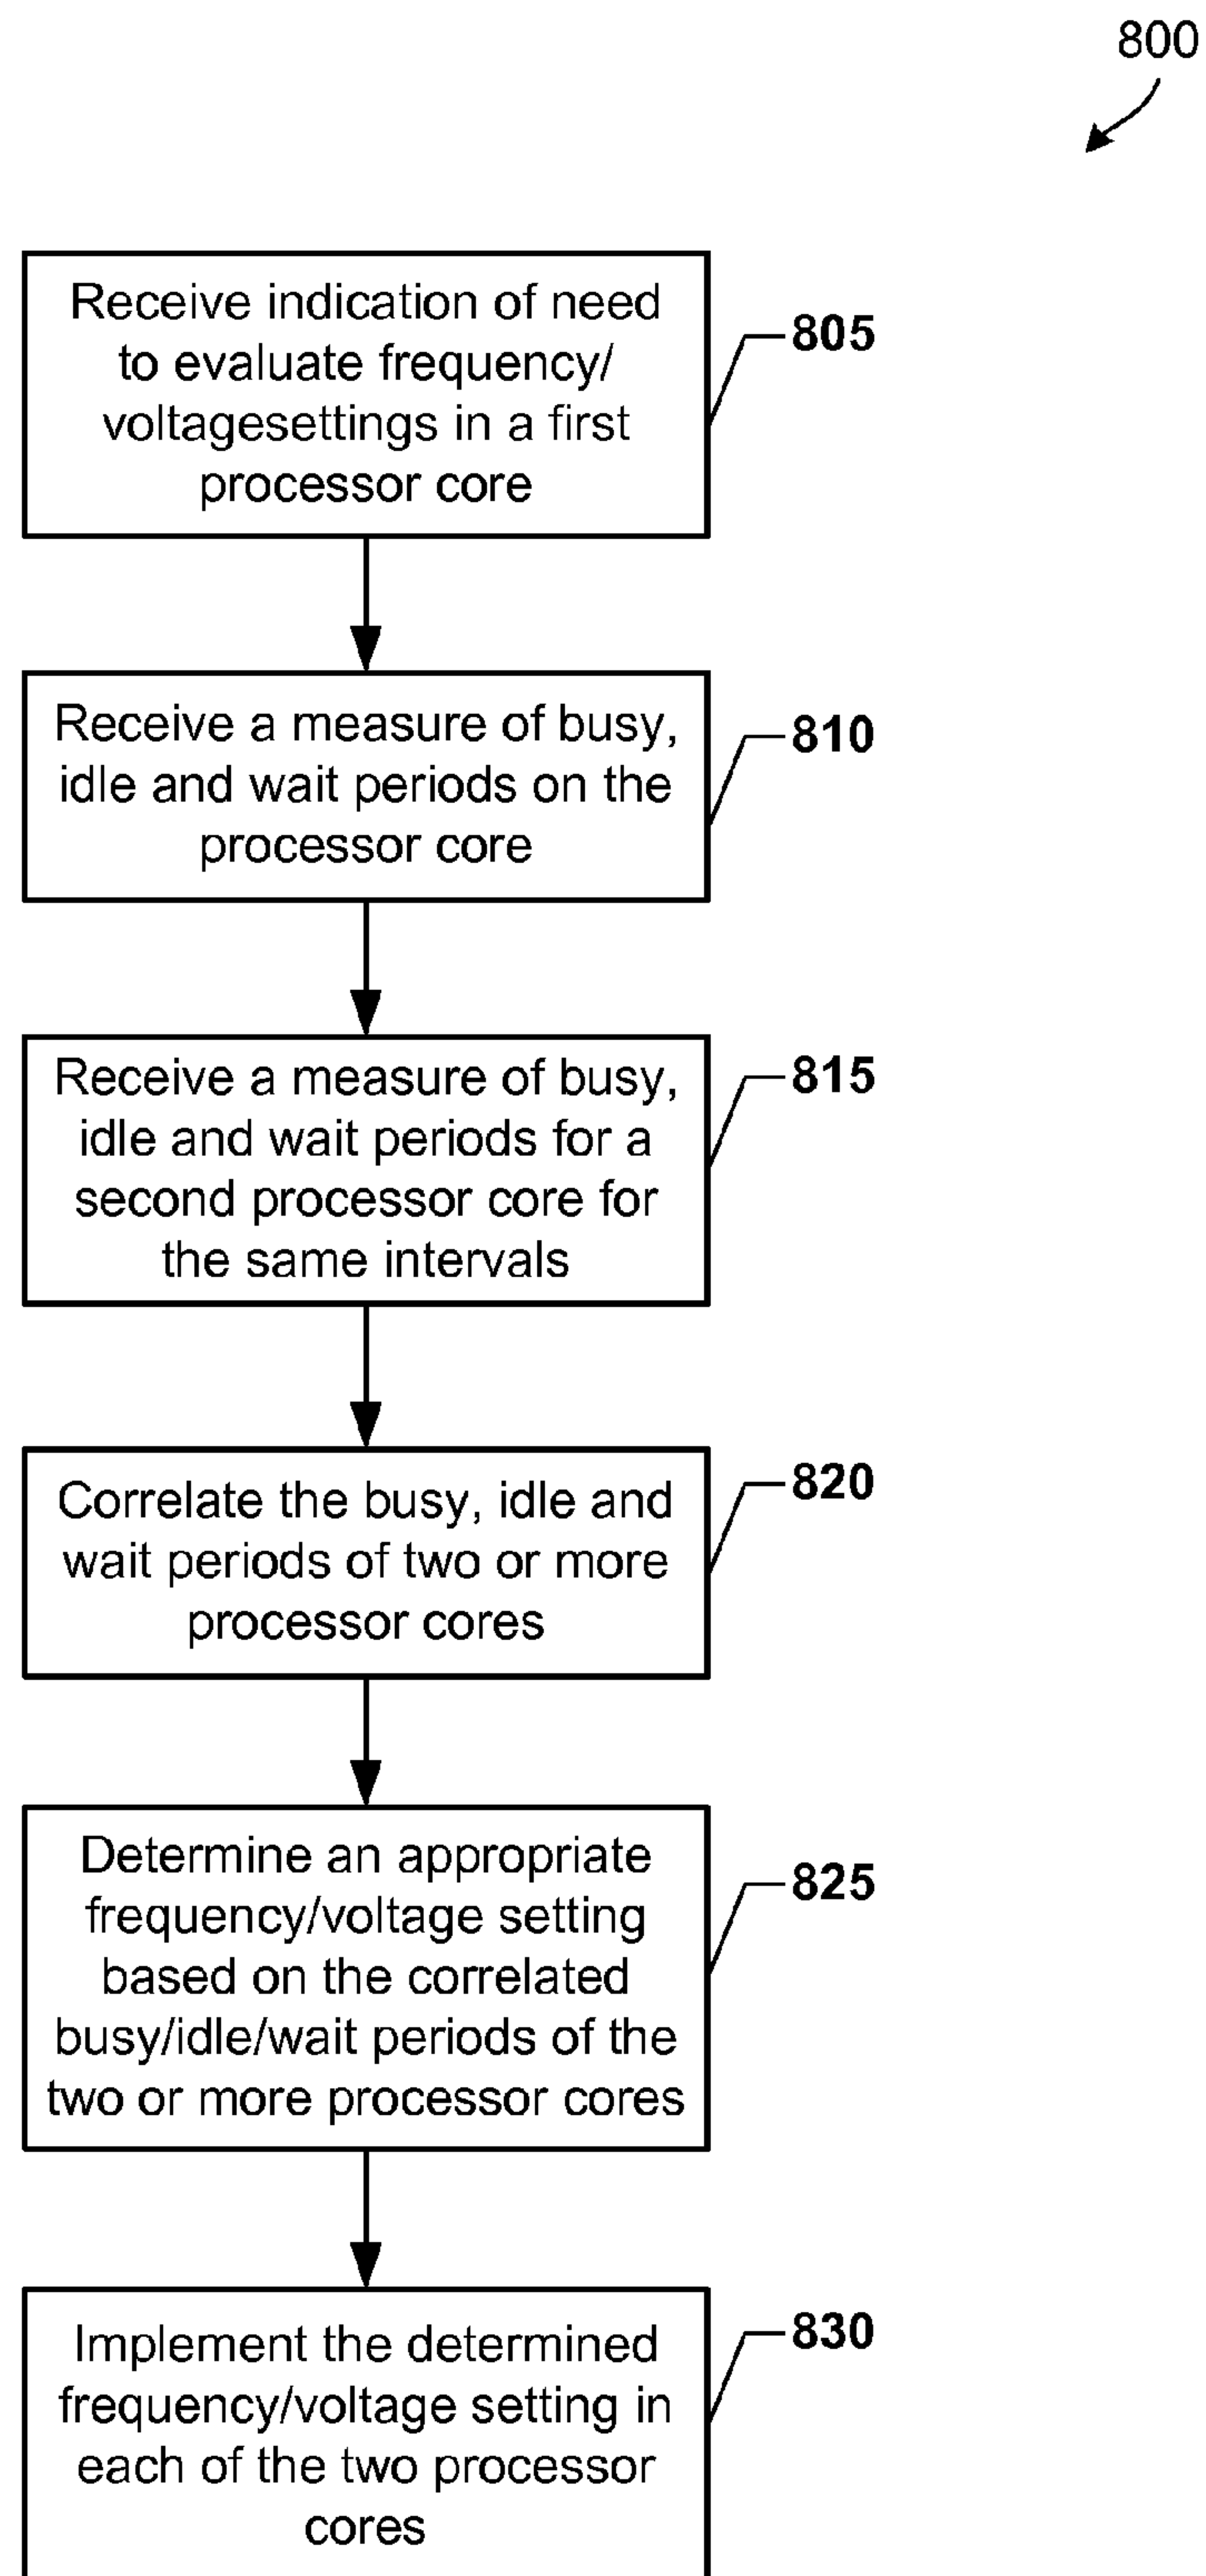 800
Receive indication of need
to evaluate frequency/
voltagesettings in a first
processor core
805
Receive a measure of busy,
idle and wait periods on the
processor core
810
Receive a measure of busy,
idle and wait periods for a
second processor core for
the same intervals
815
Correlate the busy, idle and
wait periods of two or more
processor cores
820
Determine an appropriate
frequency/voltage setting
based on the correlated
busy/idle/wait periods of the
two or more processor cores
825
Implement the determined
frequency/voltage setting in
each of the two processor
cores
830